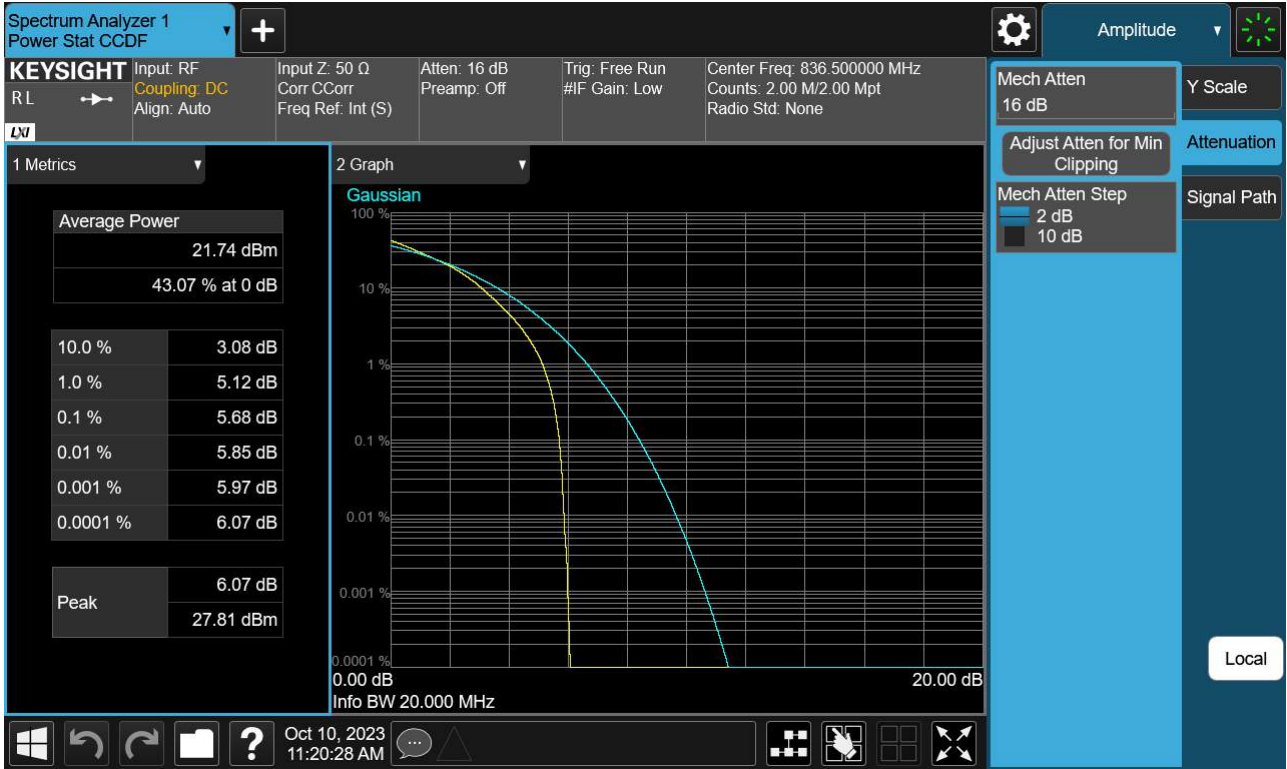 Spectrum Analyzer 1
Power Stat CCDF
Amplitude
KEYSIGHT
R L
LXI
Input: RF
Coupling: DC
Align: Auto
Input Z: 50 Ω
Corr CCorr
Freq Ref: Int (S)
Atten: 16 dB
Preamp: Off
Trig: Free Run
#IF Gain: Low
Center Freq: 836.500000 MHz
Counts: 2.00 M/2.00 Mpt
Radio Std: None
Mech Atten
16 dB
Adjust Atten for Min
Clipping
Mech Atten Step
2 dB
10 dB
Y Scale
Attenuation
Signal Path
Local
1 Metrics
Average Power
21.74 dBm
43.07 % at 0 dB
10.0 % 3.08 dB
1.0 % 5.12 dB
0.1 % 5.68 dB
0.01 % 5.85 dB
0.001 % 5.97 dB
0.0001 % 6.07 dB
Peak
6.07 dB
27.81 dBm
2 Graph
Gaussian
100 %
10 %
1 %
0.1 %
0.01 %
0.001 %
0.0001 %
0.00 dB 20.00 dB
Info BW 20.000 MHz
?
Oct 10, 2023
11:20:28 AM